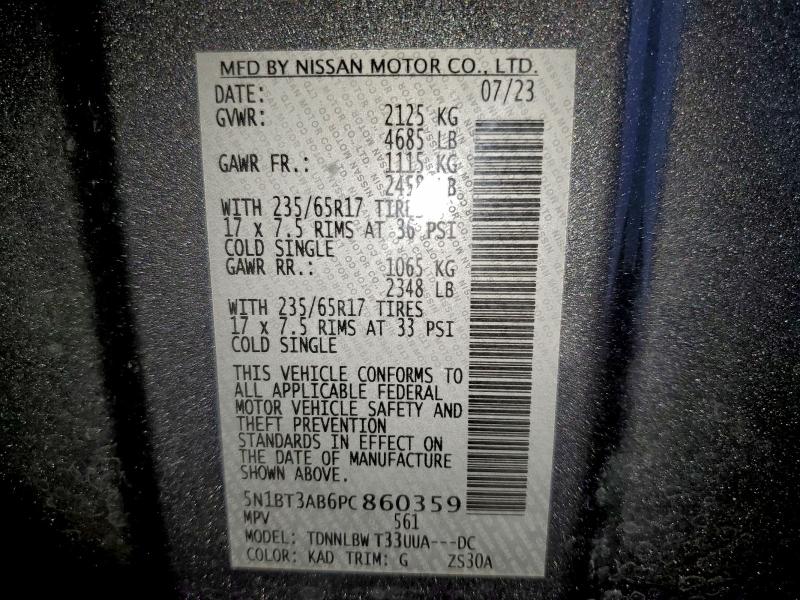 MFD BY NISSAN MOTOR CO., LTD.
DATE: 07/23
GVWR: 2125 KG
4685 LB
GAWR FR.: 1115 KG
LB
WITH 235/65R17 TIRES
17 x 7.5 RIMS AT 36 PSI
COLD SINGLE
GAWR RR.: 1065 KG
2348 LB
WITH 235/65R17 TIRES
17 x 7.5 RIMS AT 33 PSI
COLD SINGLE
THIS VEHICLE CONFORMS TO
ALL APPLICABLE FEDERAL
MOTOR VEHICLE SAFETY AND
THEFT PREVENTION
STANDARDS IN EFFECT ON
THE DATE OF MANUFACTURE
SHOWN ABOVE.
5N1BT3AB6PC860359
MPV 561
MODEL: TDNNLBW T33UUA---DC
COLOR: KAD TRIM: G ZS30A